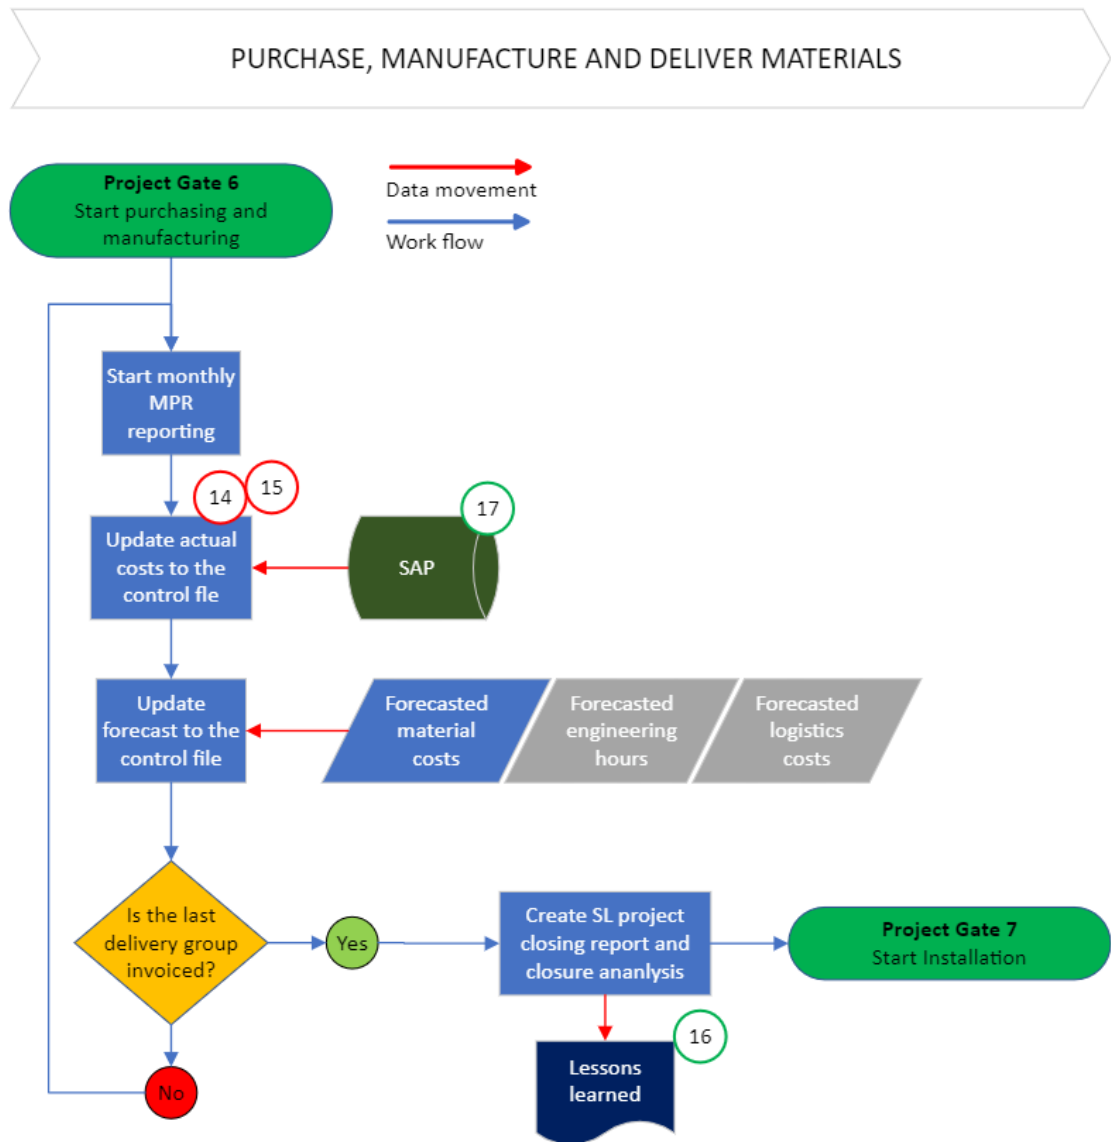 PURCHASE, MANUFACTURE AND DELIVER MATERIALS
Project Gate 6
Start purchasing and
manufacturing
Data movement
Work flow
Start monthly
MPR
reporting
14
15
17
Update actual
costs to the
control fle
SAP
Update
forecast to the
control file
Forecasted
material
costs
Forecasted
engineering
hours
Forecasted
logistics
costs
Is the last
delivery group
invoiced?
Yes
Create SL project
closing report and
closure ananlysis
Project Gate 7
Start Installation
16
Lessons
learned
No